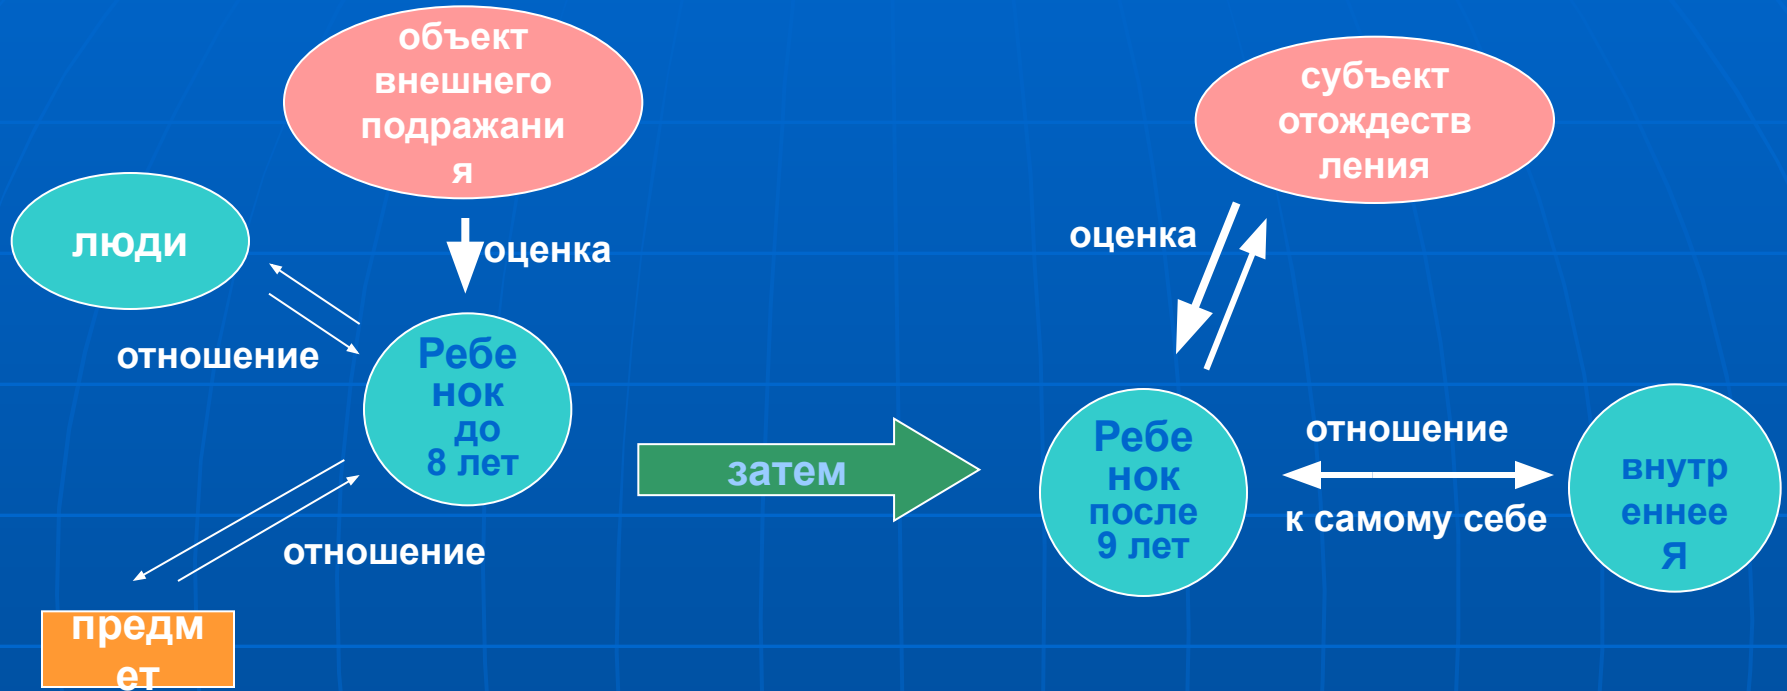 объект
внешнего
подражани
я
люди
оценка
отношение
Ребе
нок
до
8 лет
отношение
предм
ет
затем
субъект
отождеств
ления
оценка
Ребе
нок
после
9 лет
отношение
к самому себе
внутр
еннее
Я